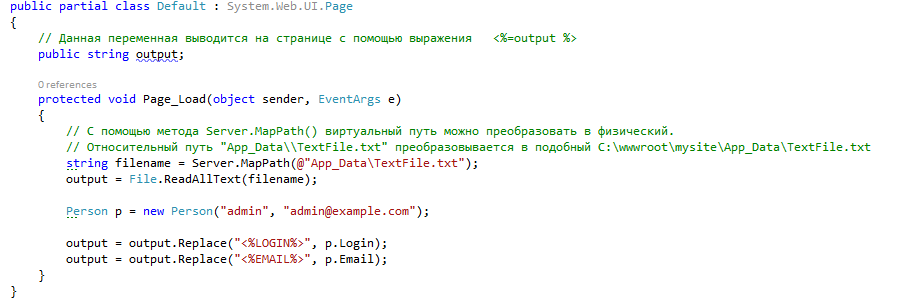 public partial class Default : System.Web.UI.Page
{
// Данная переменная выводится на странице с помощью выражения <%=output %>
public string output;
0 references
protected void Page_Load(object sender, EventArgs e)
{
// С помощью метода Server.MapPath() виртуальный путь можно преобразовать в физический.
// Относительный путь "App_Data\\TextFile.txt" преобразовывается в подобный C:\wwwroot\mysite\App_Data\TextFile.txt
string filename = Server.MapPath(@"App_Data\TextFile.txt");
output = File.ReadAllText(filename);
Person p = new Person("admin", "admin@example.com");
output = output.Replace("<%LOGIN%>", p.Login);
output = output.Replace("<%EMAIL%>", p.Email);
}
}